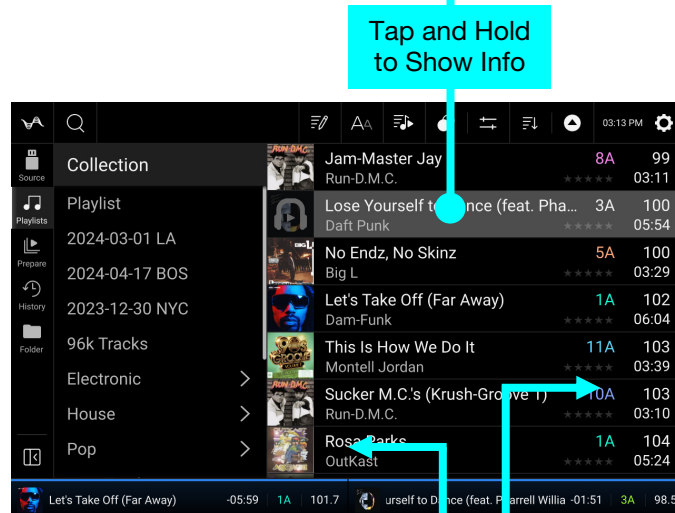 Tap and Hold
to Show Info
AA
03:13 PM
Source
Playlists
Prepare
History
Folder
Collection
Playlist
2024-03-01 LA
2024-04-17 BOS
2023-12-30 NYC
96k Tracks
Electronic
House
Pop
RUN-DMC
Jam-Master Jay 8A 99
Run-D.M.C. ★★★★★ 03:11
Lose Yourself to Dance (feat. Pha... 3A 100
Daft Punk ★★★★★ 05:54
BIG L
No Endz, No Skinz 5A 100
Big L ★★★★★ 03:29
Let's Take Off (Far Away) 1A 102
Dam-Funk ★★★★★ 06:04
This Is How We Do It 11A 103
Montell Jordan ★★★★★ 03:39
RUN-DMC
Sucker M.C.'s (Krush-Groove 1) 10A 103
Run-D.M.C. ★★★★★ 03:10
Rosa Parks 1A 104
OutKast ★★★★★ 05:24
Let's Take Off (Far Away) -05:59 1A 101.7
urself to Dance (feat. Pharrell Willia -01:51 3A 98.5